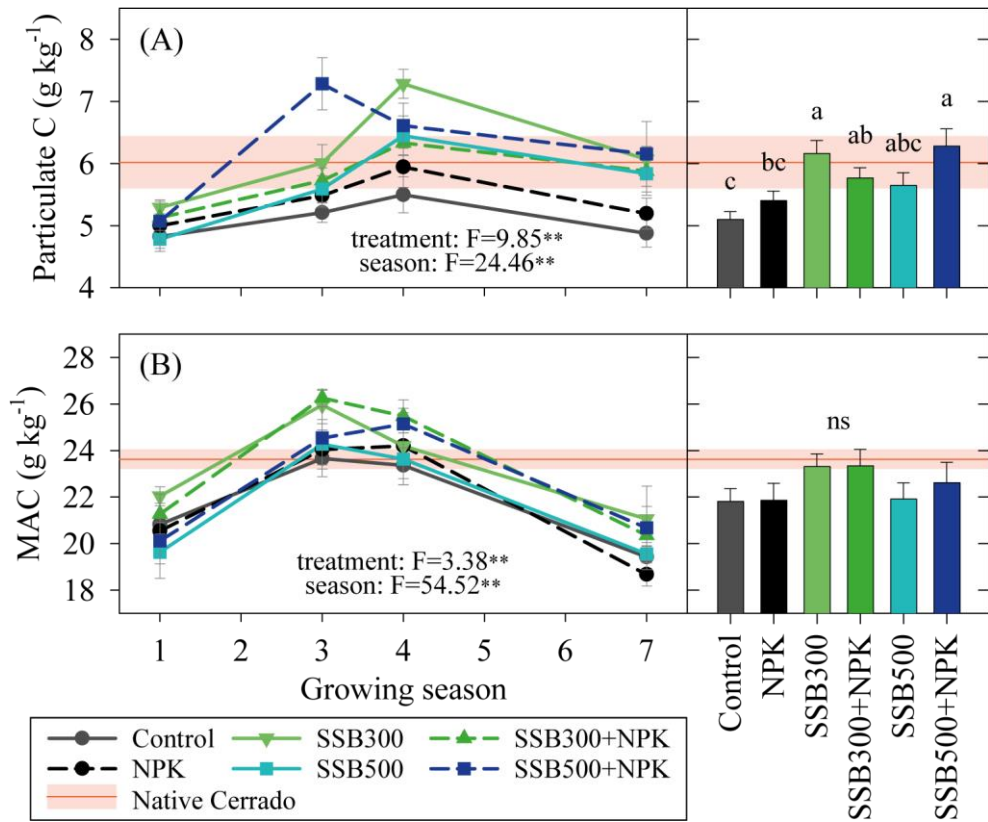 (A)
Particulate C (g kg⁻¹)
8
7
6
5
4
treatment: F=9.85**
season: F=24.46**
c
bc
a
ab
abc
a
(B)
MAC (g kg⁻¹)
28
26
24
22
20
18
treatment: F=3.38**
season: F=54.52**
ns
1 2 3 4 5 6 7
Growing season
Control
NPK
SSB300
SSB300+NPK
SSB500
SSB500+NPK
Control SSB300 SSB300+NPK
NPK SSB500 SSB500+NPK
Native Cerrado